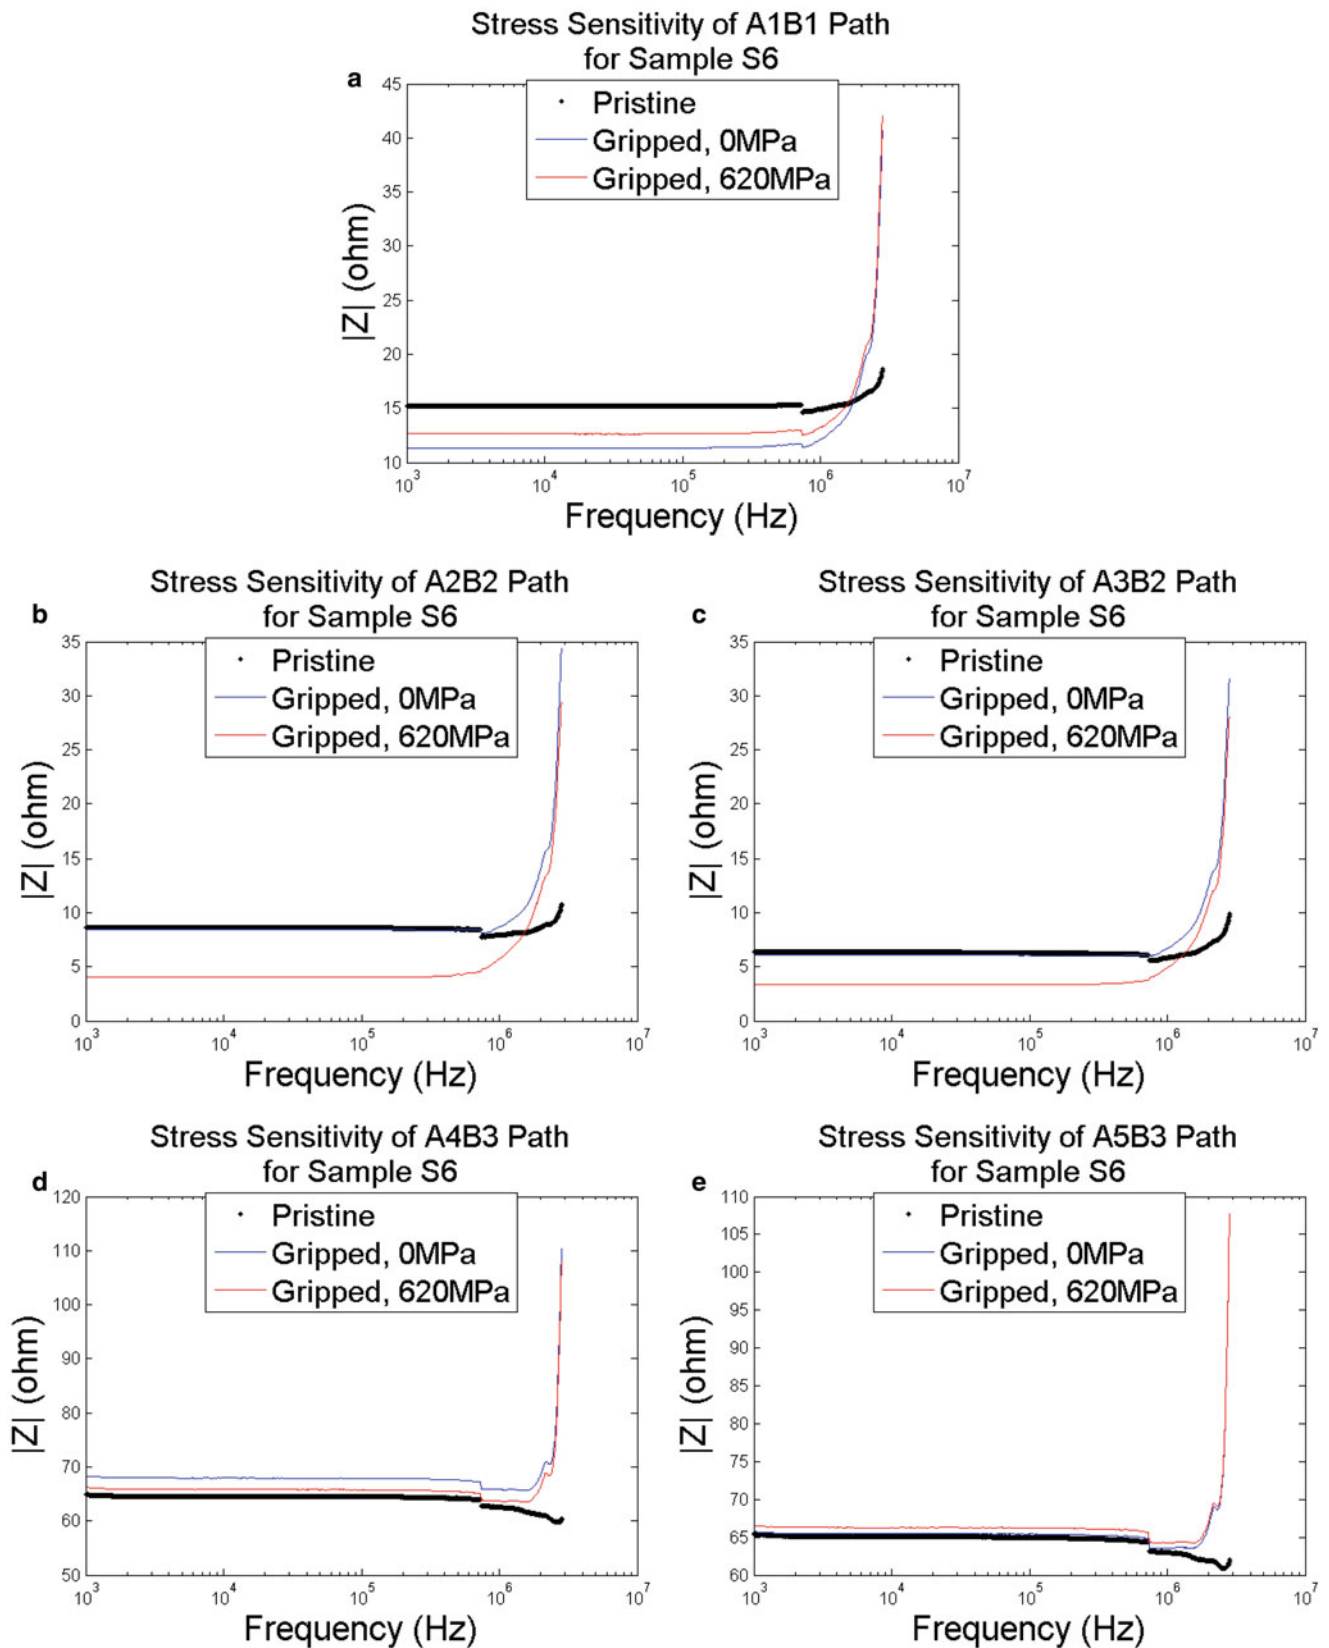 Stress Sensitivity of A1B1 Path
for Sample S6
a
Pristine
Gripped, 0MPa
Gripped, 620MPa
45
40
35
30
25
20
15
10
|Z| (ohm)
10^3 10^4 10^5 10^6 10^7
Frequency (Hz)
Stress Sensitivity of A2B2 Path
for Sample S6
b
Pristine
Gripped, 0MPa
Gripped, 620MPa
35
30
25
20
15
10
5
0
|Z| (ohm)
10^3 10^4 10^5 10^6 10^7
Frequency (Hz)
Stress Sensitivity of A3B2 Path
for Sample S6
c
Pristine
Gripped, 0MPa
Gripped, 620MPa
35
30
25
20
15
10
5
0
|Z| (ohm)
10^3 10^4 10^5 10^6 10^7
Frequency (Hz)
Stress Sensitivity of A4B3 Path
for Sample S6
d
Pristine
Gripped, 0MPa
Gripped, 620MPa
120
110
100
90
80
70
60
50
|Z| (ohm)
10^3 10^4 10^5 10^6 10^7
Frequency (Hz)
Stress Sensitivity of A5B3 Path
for Sample S6
e
Pristine
Gripped, 0MPa
Gripped, 620MPa
110
105
100
95
90
85
80
75
70
65
60
|Z| (ohm)
10^3 10^4 10^5 10^6 10^7
Frequency (Hz)